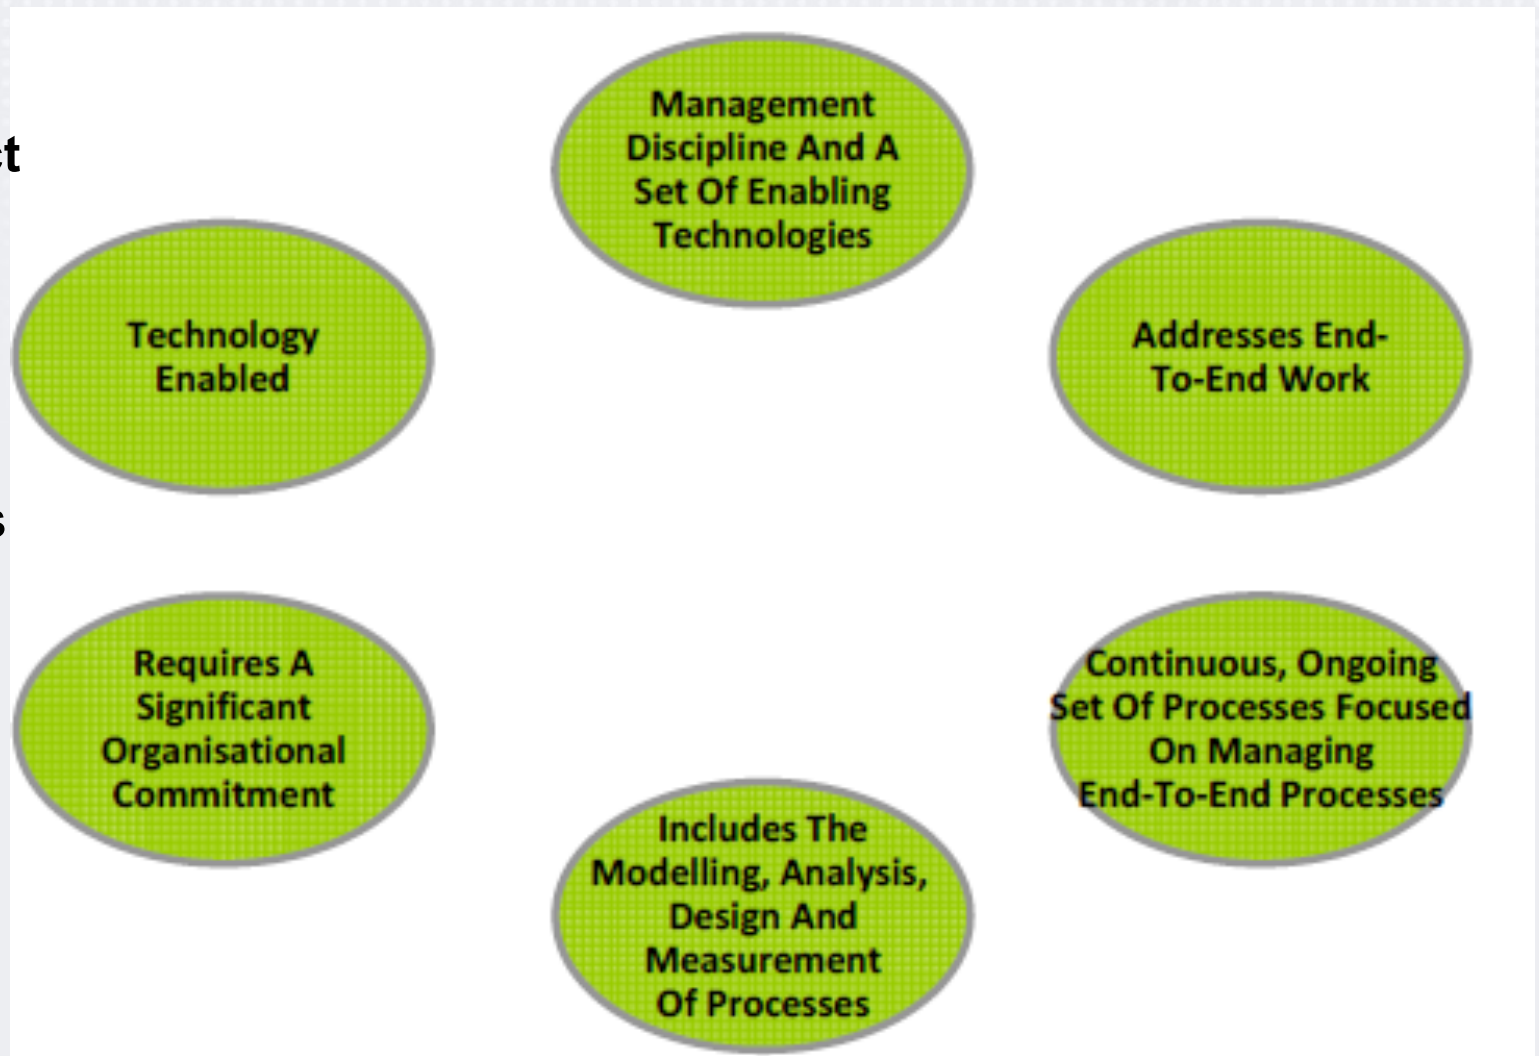 Management
Discipline And A
Set Of Enabling
Technologies
Technology
Enabled
Addresses End-
To-End Work
Requires A
Significant
Organisational
Commitment
Continuous, Ongoing
Set Of Processes Focused
On Managing
End-To-End Processes
Includes The
Modelling, Analysis,
Design And
Measurement
Of Processes